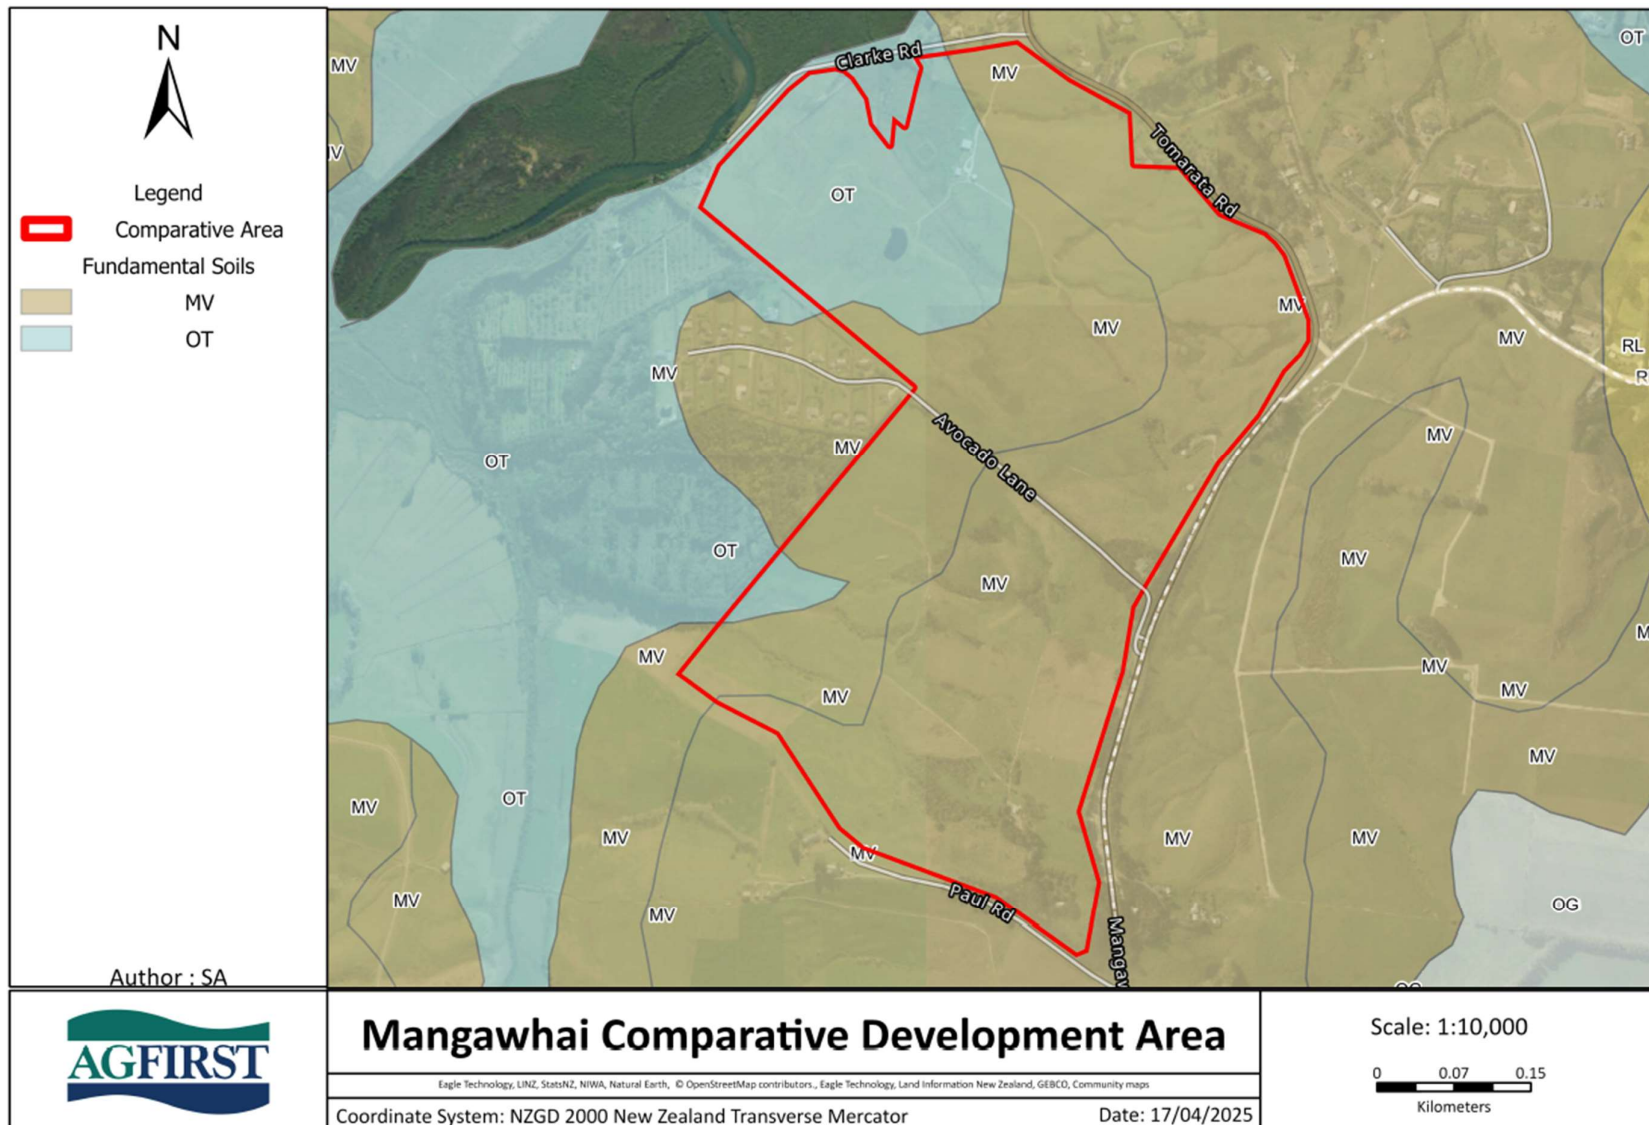 N
Legend
Comparative Area
Fundamental Soils
MV
OT
Author : SA
AGFIRST
MV
Clarke Rd
MV
OT
Tomarata Rd
OT
MV
MV
MV
RL
R
MV
Avocado Lane
MV
MV
OT
OT
MV
MV
MV
MV
MV
MV
MV
OT
MV
MV
MV
MV
MV
MV
Paul Rd
MV
MV
OG
Mangaw
Mangawhai Comparative Development Area
Eagle Technology, LINZ, StatsNZ, NIWA, Natural Earth, © OpenStreetMap contributors., Eagle Technology, Land Information New Zealand, GEBCO, Community maps
Coordinate System: NZGD 2000 New Zealand Transverse Mercator
Date: 17/04/2025
Scale: 1:10,000
0 0.07 0.15
Kilometers